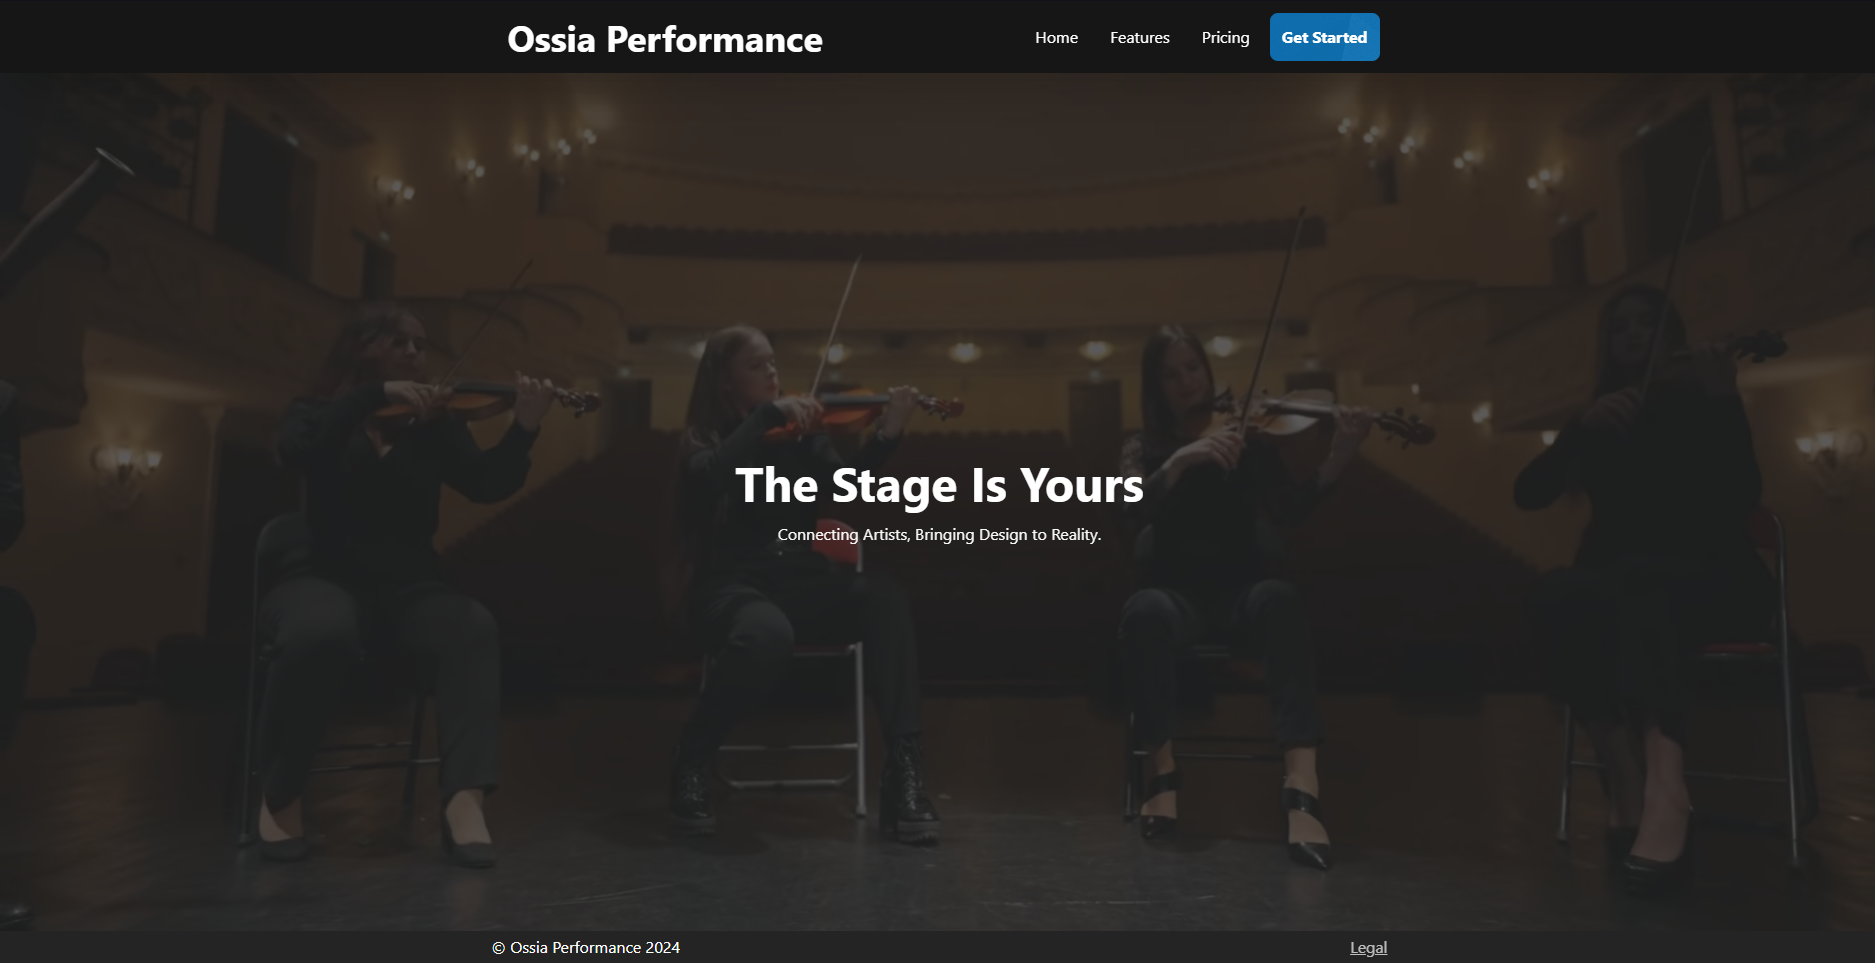 Ossia Performance
Home
Features
Pricing
Get Started
The Stage Is Yours
Connecting Artists, Bringing Design to Reality.
© Ossia Performance 2024
Legal